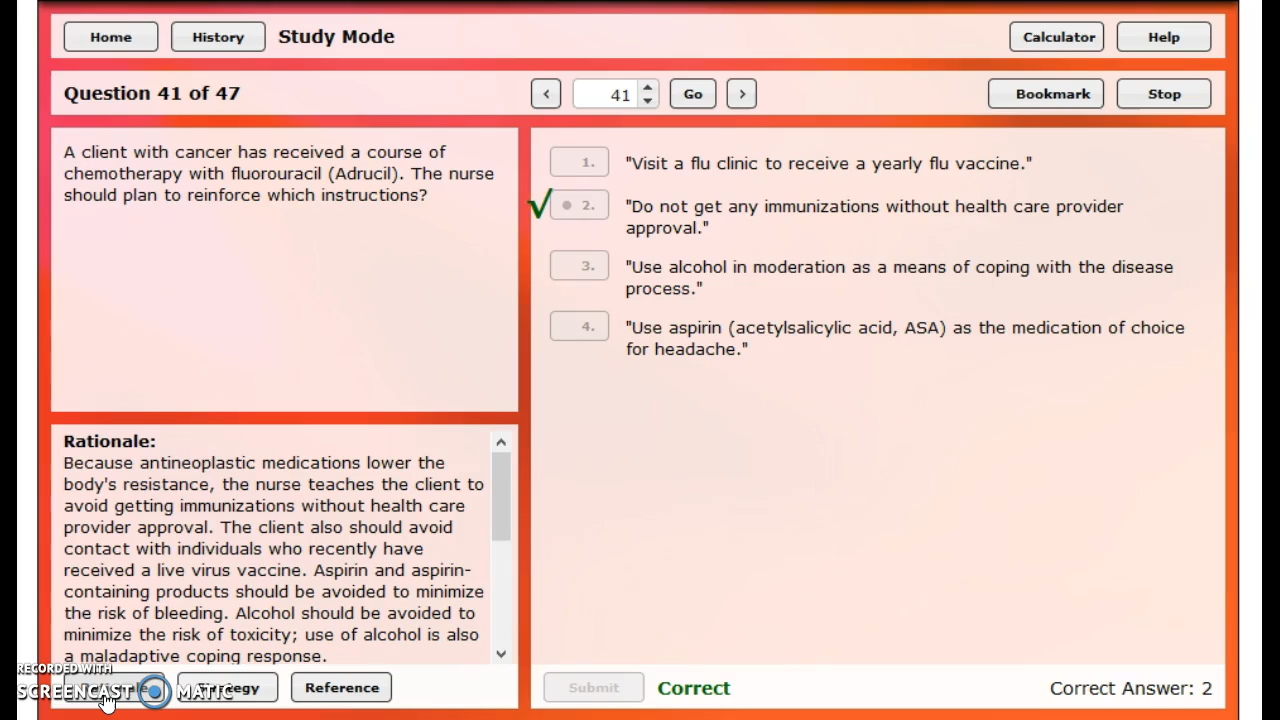 Home
History
Study Mode
Calculator
Help
Question 41 of 47
<
41
Go
>
Bookmark
Stop
A client with cancer has received a course of
chemotherapy with fluorouracil (Adrucil). The nurse
should plan to reinforce which instructions?
1. "Visit a flu clinic to receive a yearly flu vaccine."
√ 2. "Do not get any immunizations without health care provider
approval."
3. "Use alcohol in moderation as a means of coping with the disease
process."
4. "Use aspirin (acetylsalicylic acid, ASA) as the medication of choice
for headache."
Rationale:
Because antineoplastic medications lower the
body's resistance, the nurse teaches the client to
avoid getting immunizations without health care
provider approval. The client also should avoid
contact with individuals who recently have
received a live virus vaccine. Aspirin and aspirin-
containing products should be avoided to minimize
the risk of bleeding. Alcohol should be avoided to
minimize the risk of toxicity; use of alcohol is also
a maladaptive coping response.
RECORDED WITH
SCREENCAST MATIC
Reference
Submit
Correct
Correct Answer: 2